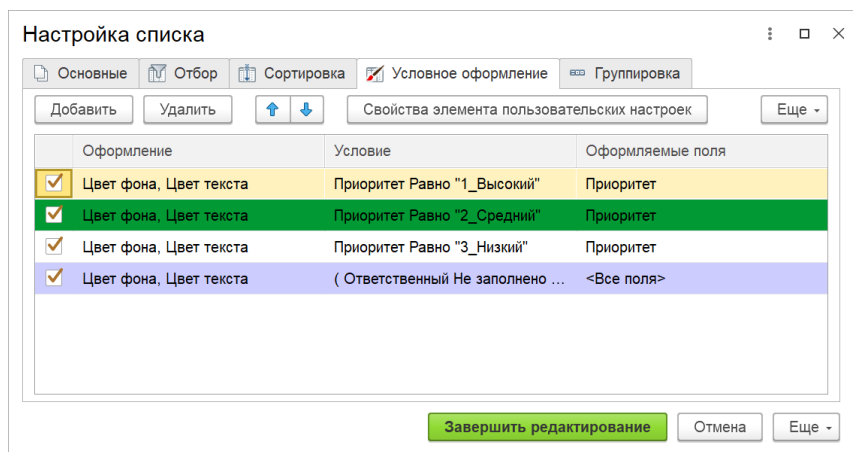 Настройка списка
Основные Отбор Сортировка Условное оформление Группировка
Добавить Удалить Свойства элемента пользовательских настроек Еще
Оформление Условие Оформляемые поля
Цвет фона, Цвет текста Приоритет Равно "1_Высокий" Приоритет
Цвет фона, Цвет текста Приоритет Равно "2_Средний" Приоритет
Цвет фона, Цвет текста Приоритет Равно "3_Низкий" Приоритет
Цвет фона, Цвет текста ( Ответственный Не заполнено ... <Все поля>
Завершить редактирование Отмена Еще